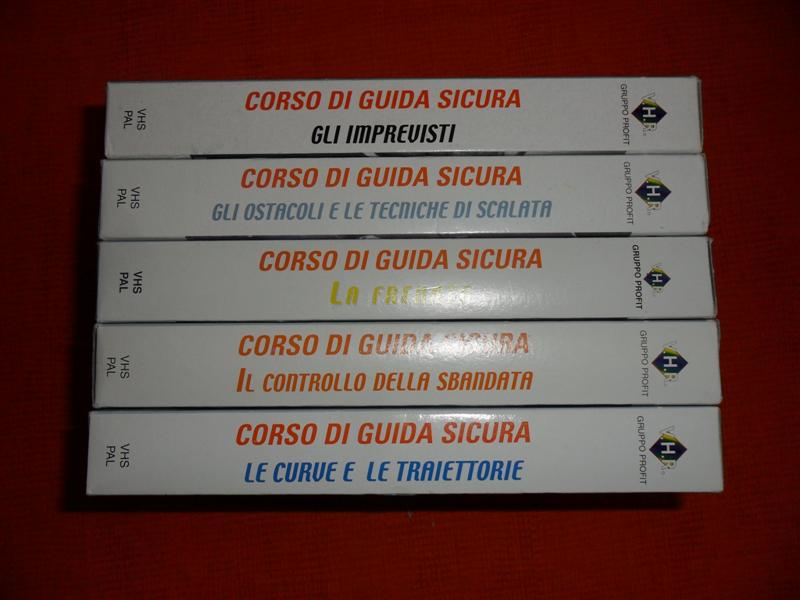 CORSO DI GUIDA SICURA
GLI IMPREVISTI
VHS
PAL
V.H.R.
GRUPPO PROFIT
CORSO DI GUIDA SICURA
GLI OSTACOLI E LE TECNICHE DI SCALATA
VHS
PAL
V.H.R.
GRUPPO PROFIT
CORSO DI GUIDA SICURA
LA FRENATA
VHS
PAL
V.H.R.
GRUPPO PROFIT
CORSO DI GUIDA SICURA
IL CONTROLLO DELLA SBANDATA
VHS
PAL
V.H.R.
GRUPPO PROFIT
CORSO DI GUIDA SICURA
LE CURVE E LE TRAIETTORIE
VHS
PAL
V.H.R.
GRUPPO PROFIT